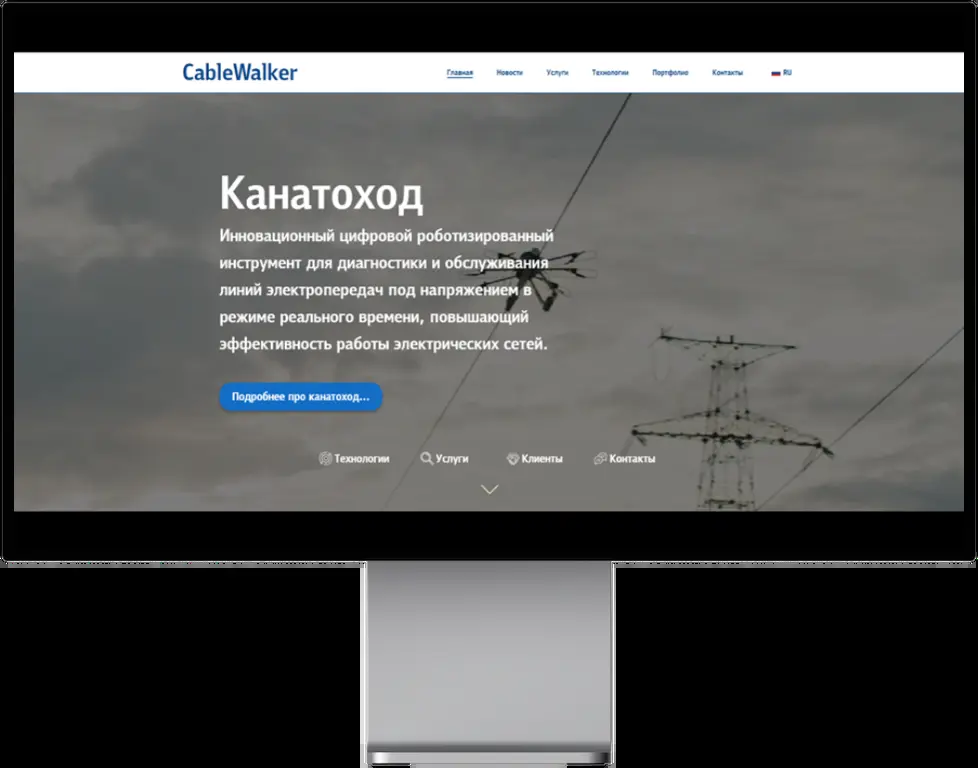 CableWalker
Главная Новости Услуги Технологии Портфолио Контакты RU
Канатоход
Инновационный цифровой роботизированный
инструмент для диагностики и обслуживания
линий электропередач под напряжением в
режиме реального времени, повышающий
эффективность работы электрических сетей.
Подробнее про канатоход...
Технологии Услуги Клиенты Контакты